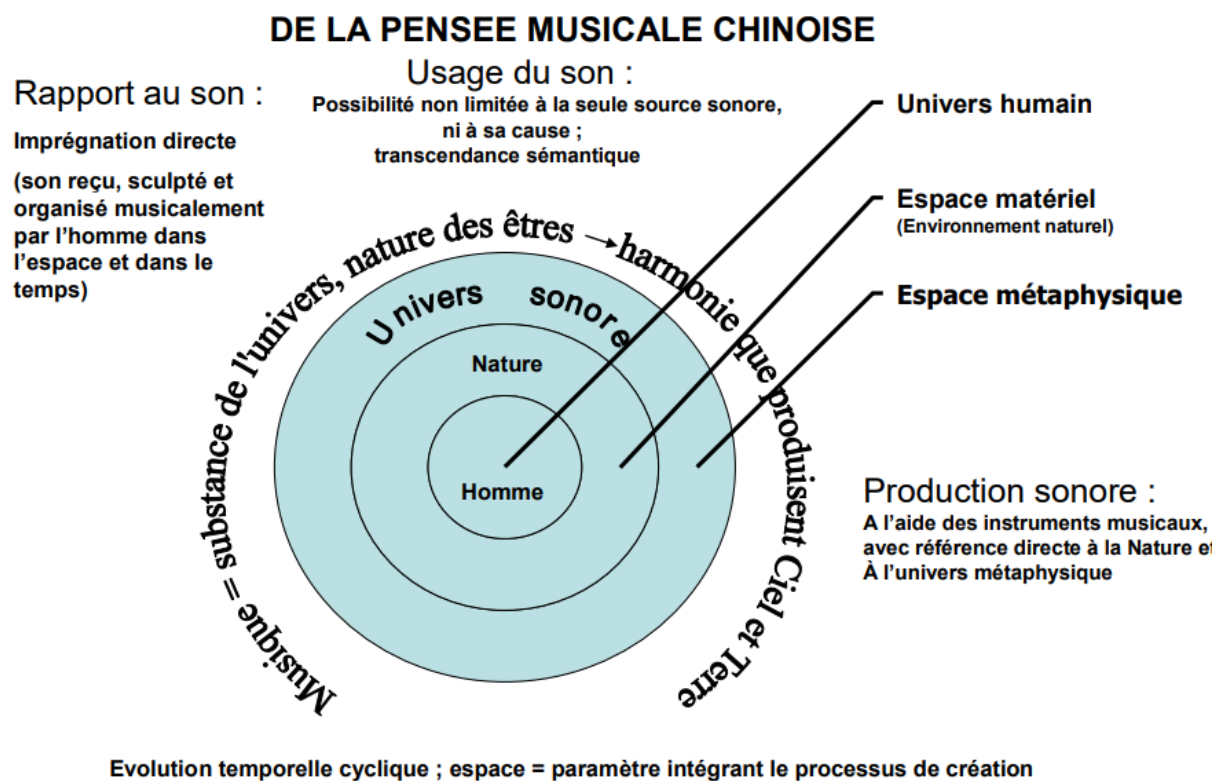 DE LA PENSEE MUSICALE CHINOISE
Rapport au son :
Imprégnation directe
(son reçu, sculpté et
organisé musicalement
par l'homme dans
l'espace et dans le
temps)
Usage du son :
Possibilité non limitée à la seule source sonore,
ni à sa cause ;
transcendance sémantique
Univers humain
Espace matériel
(Environnement naturel)
Espace métaphysique
Musique = substance de l'univers, nature des êtres →harmonie que produisent Ciel et Terre
Univers sonore
Nature
Homme
Production sonore :
A l'aide des instruments musicaux,
avec référence directe à la Nature et
À l'univers métaphysique
Evolution temporelle cyclique ; espace = paramètre intégrant le processus de création